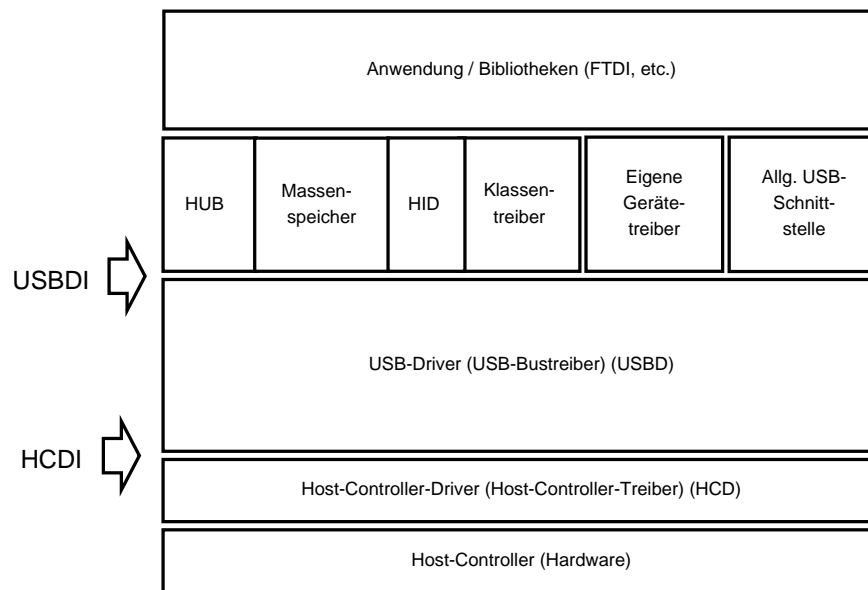 Anwendung / Bibliotheken (FTDI, etc.)
HUB
Massen-
speicher
HID
Klassen-
treiber
Eigene
Geräte-
treiber
Allg. USB-
Schnitt-
stelle
USBDI
USB-Driver (USB-Bustreiber) (USBD)
HCDI
Host-Controller-Driver (Host-Controller-Treiber) (HCD)
Host-Controller (Hardware)